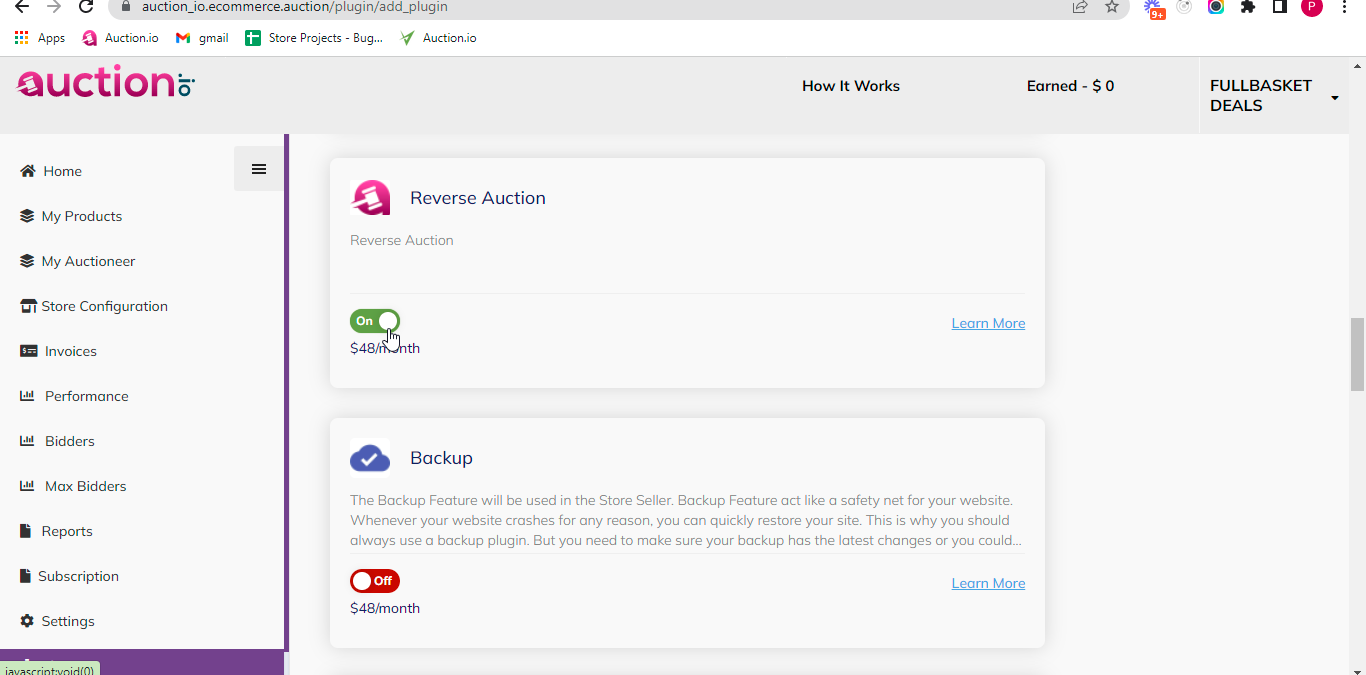 auction_io.ecommerce.auction/plugin/add_plugin
9+
P
Apps
Auction.io
gmail
Store Projects - Bug...
Auction.io
auction.io
How It Works
Earned - $ 0
FULLBASKET
DEALS
Home
My Products
My Auctioneer
Store Configuration
Invoices
Performance
Bidders
Max Bidders
Reports
Subscription
Settings
javascript:void(0)
Reverse Auction
Reverse Auction
On
Learn More
$48/month
Backup
The Backup Feature will be used in the Store Seller. Backup Feature act like a safety net for your website.
Whenever your website crashes for any reason, you can quickly restore your site. This is why you should
always use a backup plugin. But you need to make sure your backup has the latest changes or you could...
Off
Learn More
$48/month